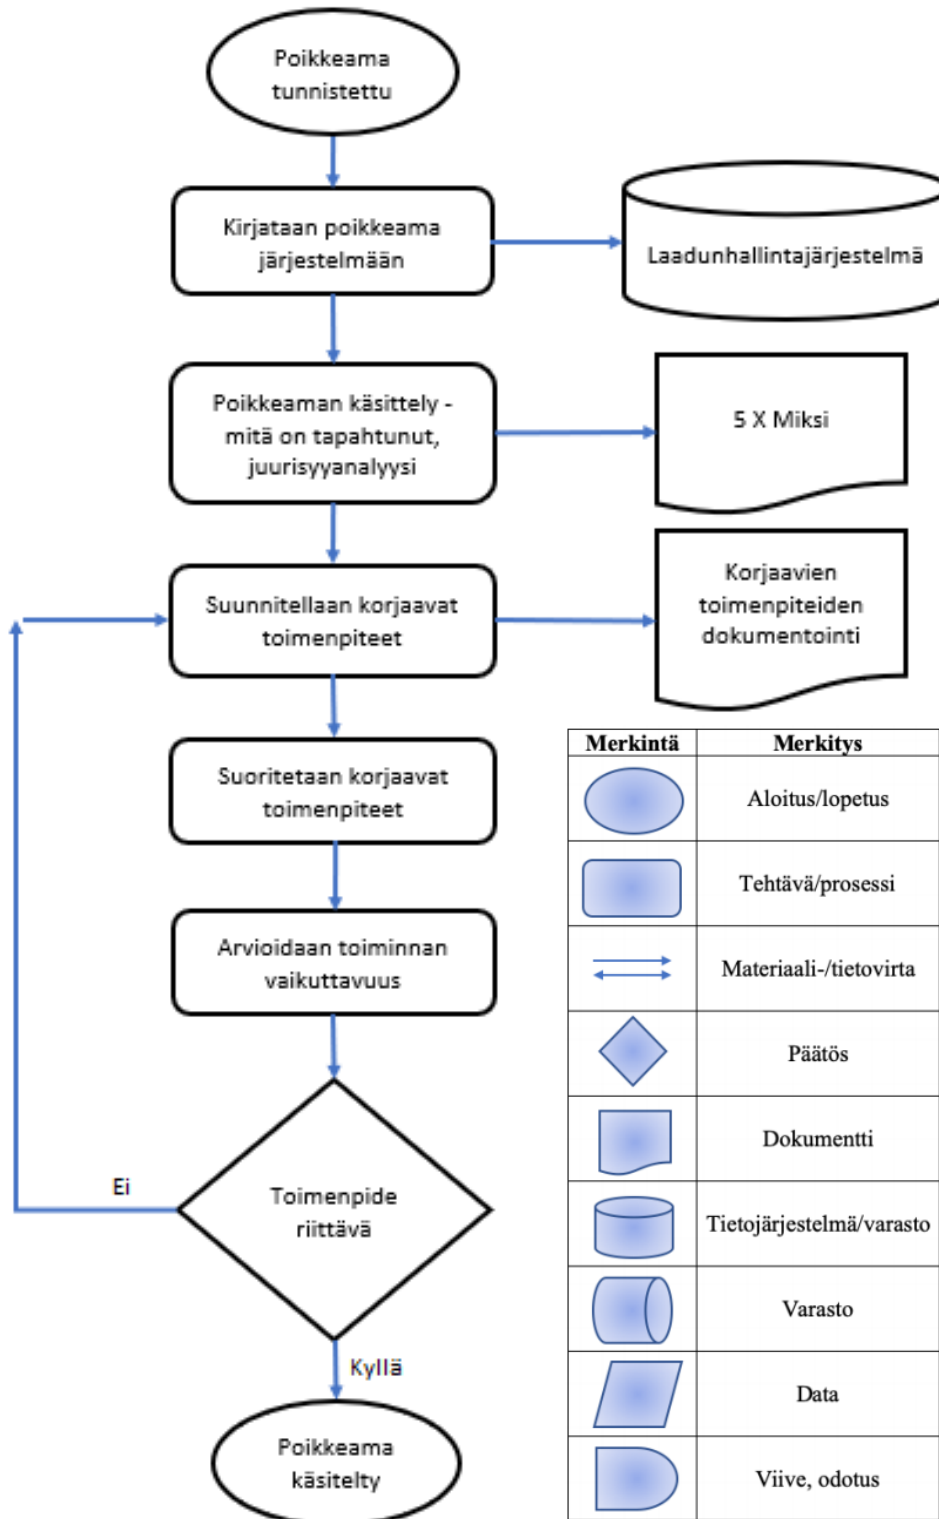 Poikkeama
tunnistettu
Kirjataan poikkeama
järjestelmään
Laadunhallintajärjestelmä
Poikkeaman käsittely -
mitä on tapahtunut,
juurisyyanalyysi
5 X Miksi
Suunnitellaan korjaavat
toimenpiteet
Korjaavien
toimenpiteiden
dokumentointi
Suoritetaan korjaavat
toimenpiteet
Arvioidaan toiminnan
vaikuttavuus
Toimenpide
riittävä
Ei
Kyllä
Poikkeama
käsitelty
Merkintä Merkitys
Aloitus/lopetus
Tehtävä/prosessi
Materiaali-/tietovirta
Päätös
Dokumentti
Tietojärjestelmä/varasto
Varasto
Data
Viive, odotus